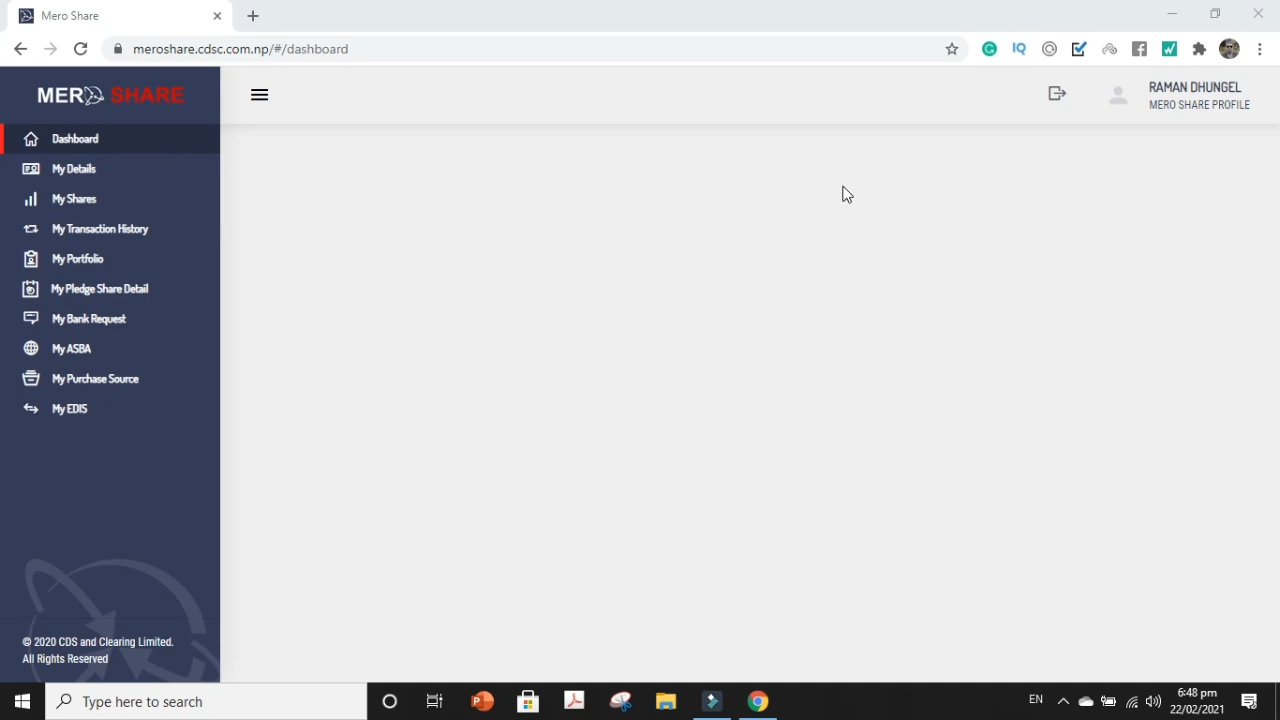 Mero Share
meroshare.cdsc.com.np/#/dashboard
MERO SHARE
RAMAN DHUNGEL
MERO SHARE PROFILE
Dashboard
My Details
My Shares
My Transaction History
My Portfolio
My Pledge Share Detail
My Bank Request
My ASBA
My Purchase Source
My EDIS
© 2020 CDS and Clearing Limited.
All Rights Reserved
Type here to search
EN
6:48 pm
22/02/2021